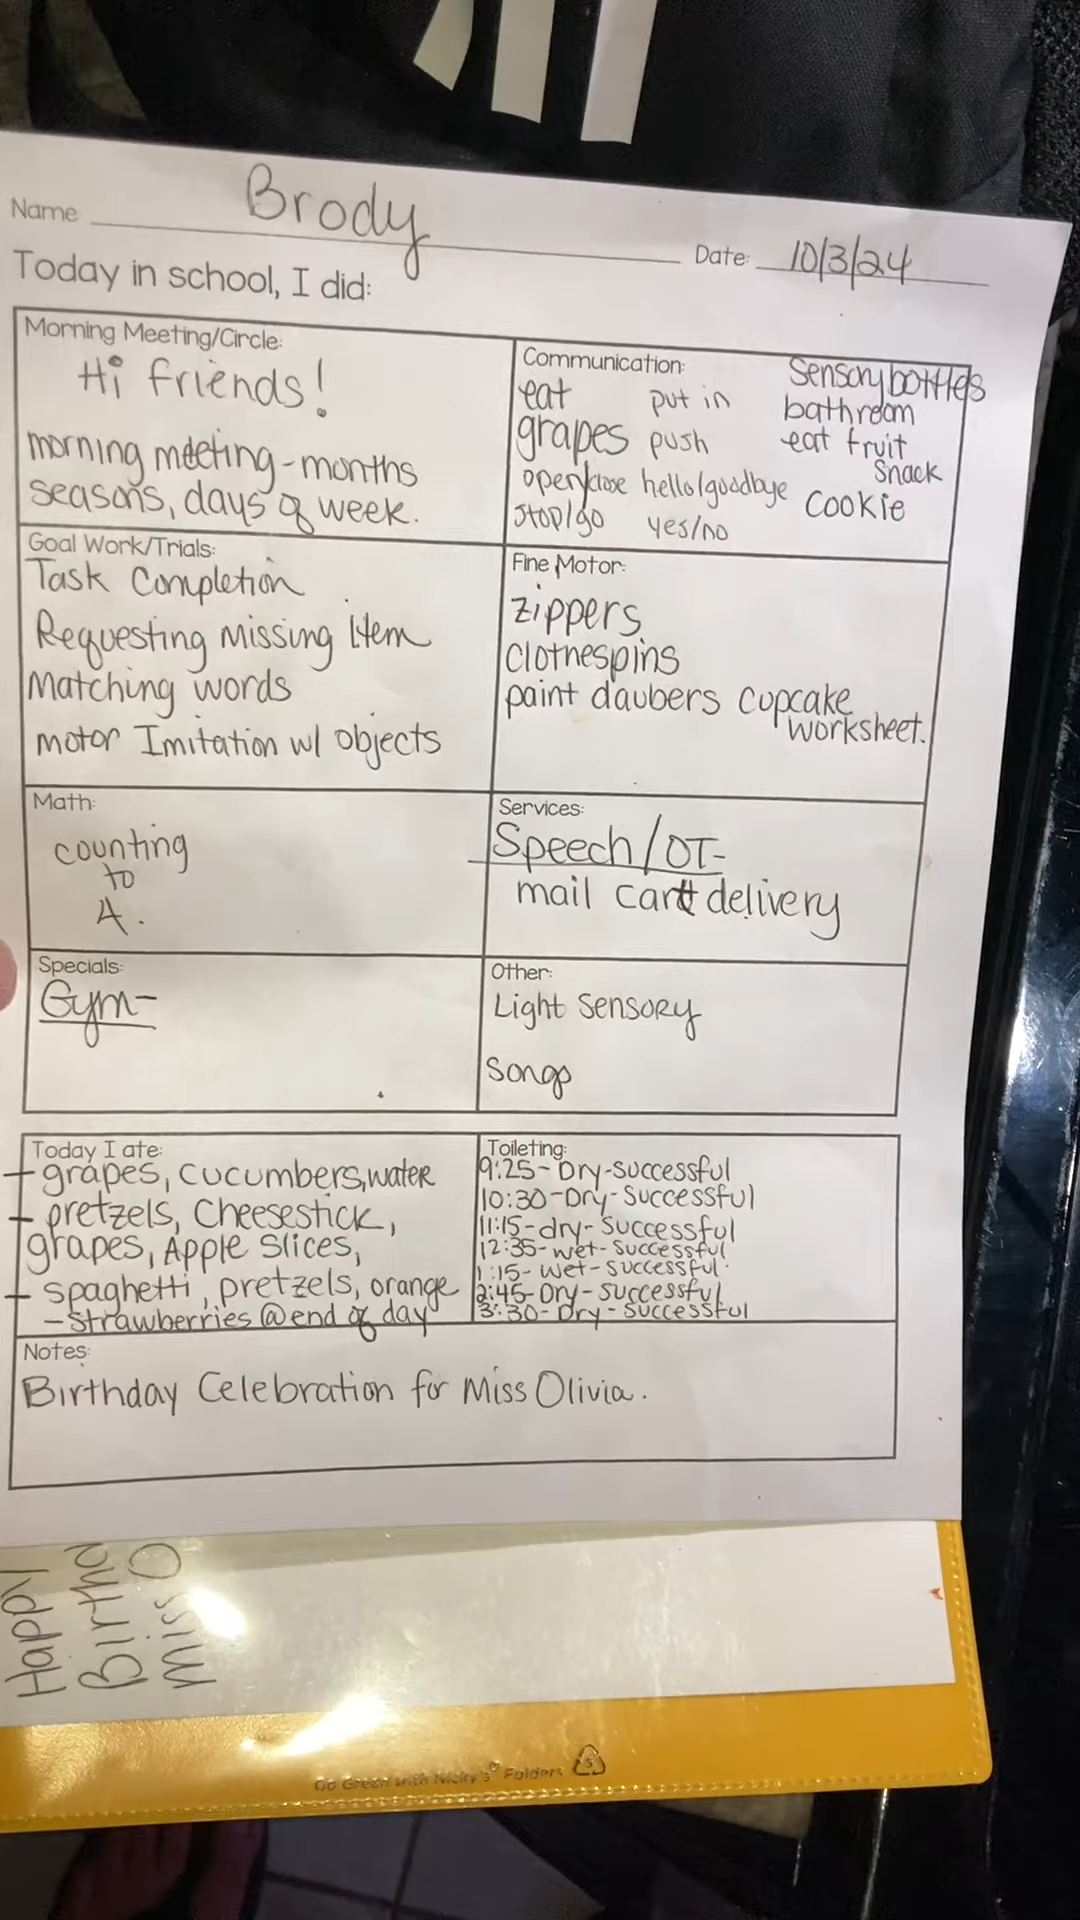 Name Brody Date: 10/3/24
Today in school, I did:
Morning Meeting/Circle:
Hi friends!
morning meeting - months
seasons, days of week.
Communication:
eat put in sensory bottles
grapes push bathroom
open/close hello/goodbye eat fruit
snack
stop/go yes/no cookie
Goal Work/Trials:
Task Completion
Requesting missing item
matching words
motor Imitation w/ objects
Fine Motor:
zippers
clothespins
paint daubers cupcake
worksheet.
Math:
counting
to
4.
Services:
Speech/OT-
mail cart delivery
Specials:
Gym-
Other:
Light Sensory
songs
Today I ate:
- grapes, cucumbers, water
- pretzels, Cheesestick,
grapes, Apple slices,
- spaghetti, pretzels, orange
- strawberries @ end of day
Toileting:
9:25- Dry-successful
10:30-Dry-successful
11:15-dry-successful
12:35-wet-successful
1:15-wet-successful.
2:45-Dry-successful
3:30-Dry-successful
Notes:
Birthday Celebration for Miss Olivia.
Happy
Birtha
Miss O
Go Green with Nicky's Folders
5